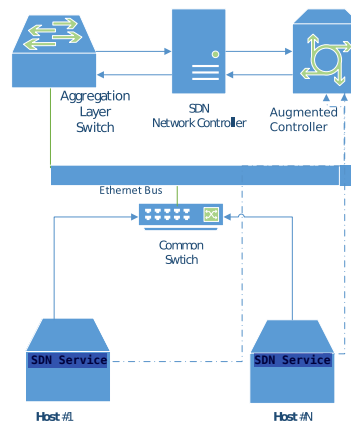 Aggregation
Layer
Switch
SDN
Network Controller
Augmented
Controller
Ethernet Bus
Common
Swtich
SDN Service
SDN Service
Host #1
Host #N